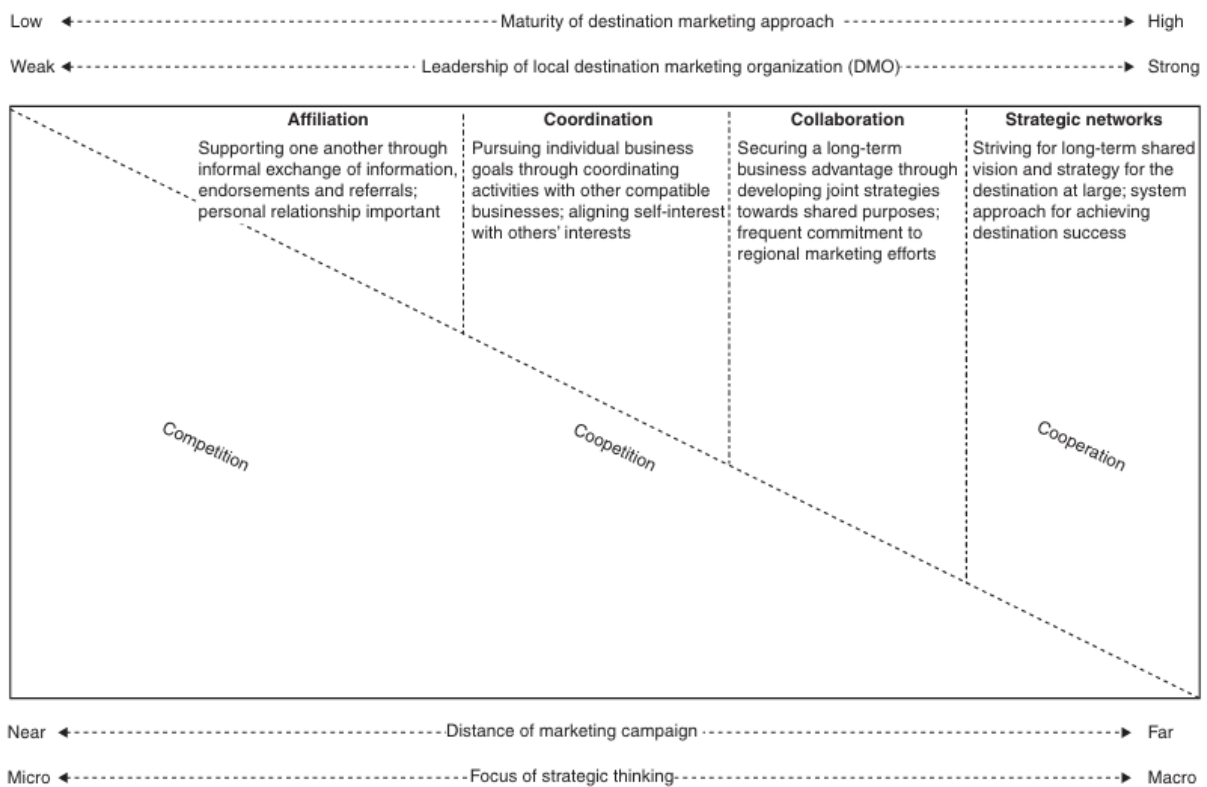 Low Maturity of destination marketing approach High
Weak Leadership of local destination marketing organization (DMO) Strong
Affiliation
Supporting one another through
informal exchange of information,
endorsements and referrals;
personal relationship important
Coordination
Pursuing individual business
goals through coordinating
activities with other compatible
businesses; aligning self-interest
with others' interests
Collaboration
Securing a long-term
business advantage through
developing joint strategies
towards shared purposes;
frequent commitment to
regional marketing efforts
Strategic networks
Striving for long-term shared
vision and strategy for the
destination at large; system
approach for achieving
destination success
Competition
Coopetition
Cooperation
Near Distance of marketing campaign Far
Micro Focus of strategic thinking Macro